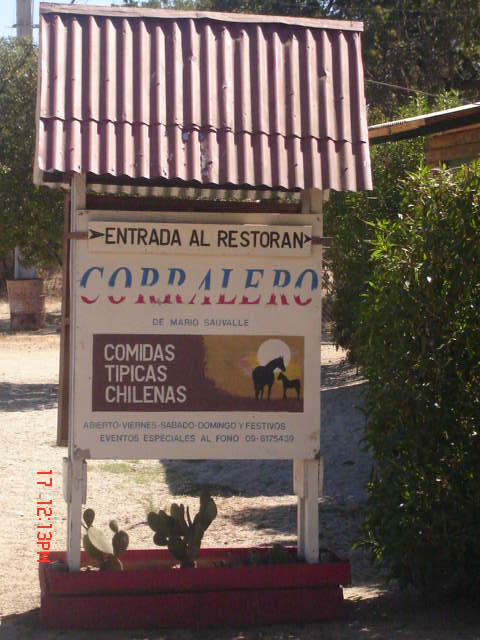 ENTRADA AL RESTORAN
CORRALERO
DE MARIO SAUVALLE
COMIDAS
TIPICAS
CHILENAS
ABIERTO-VIERNES-SABADO-DOMINGO Y FESTIVOS
EVENTOS ESPECIALES AL FONO 09-8175439
17 12:13PM